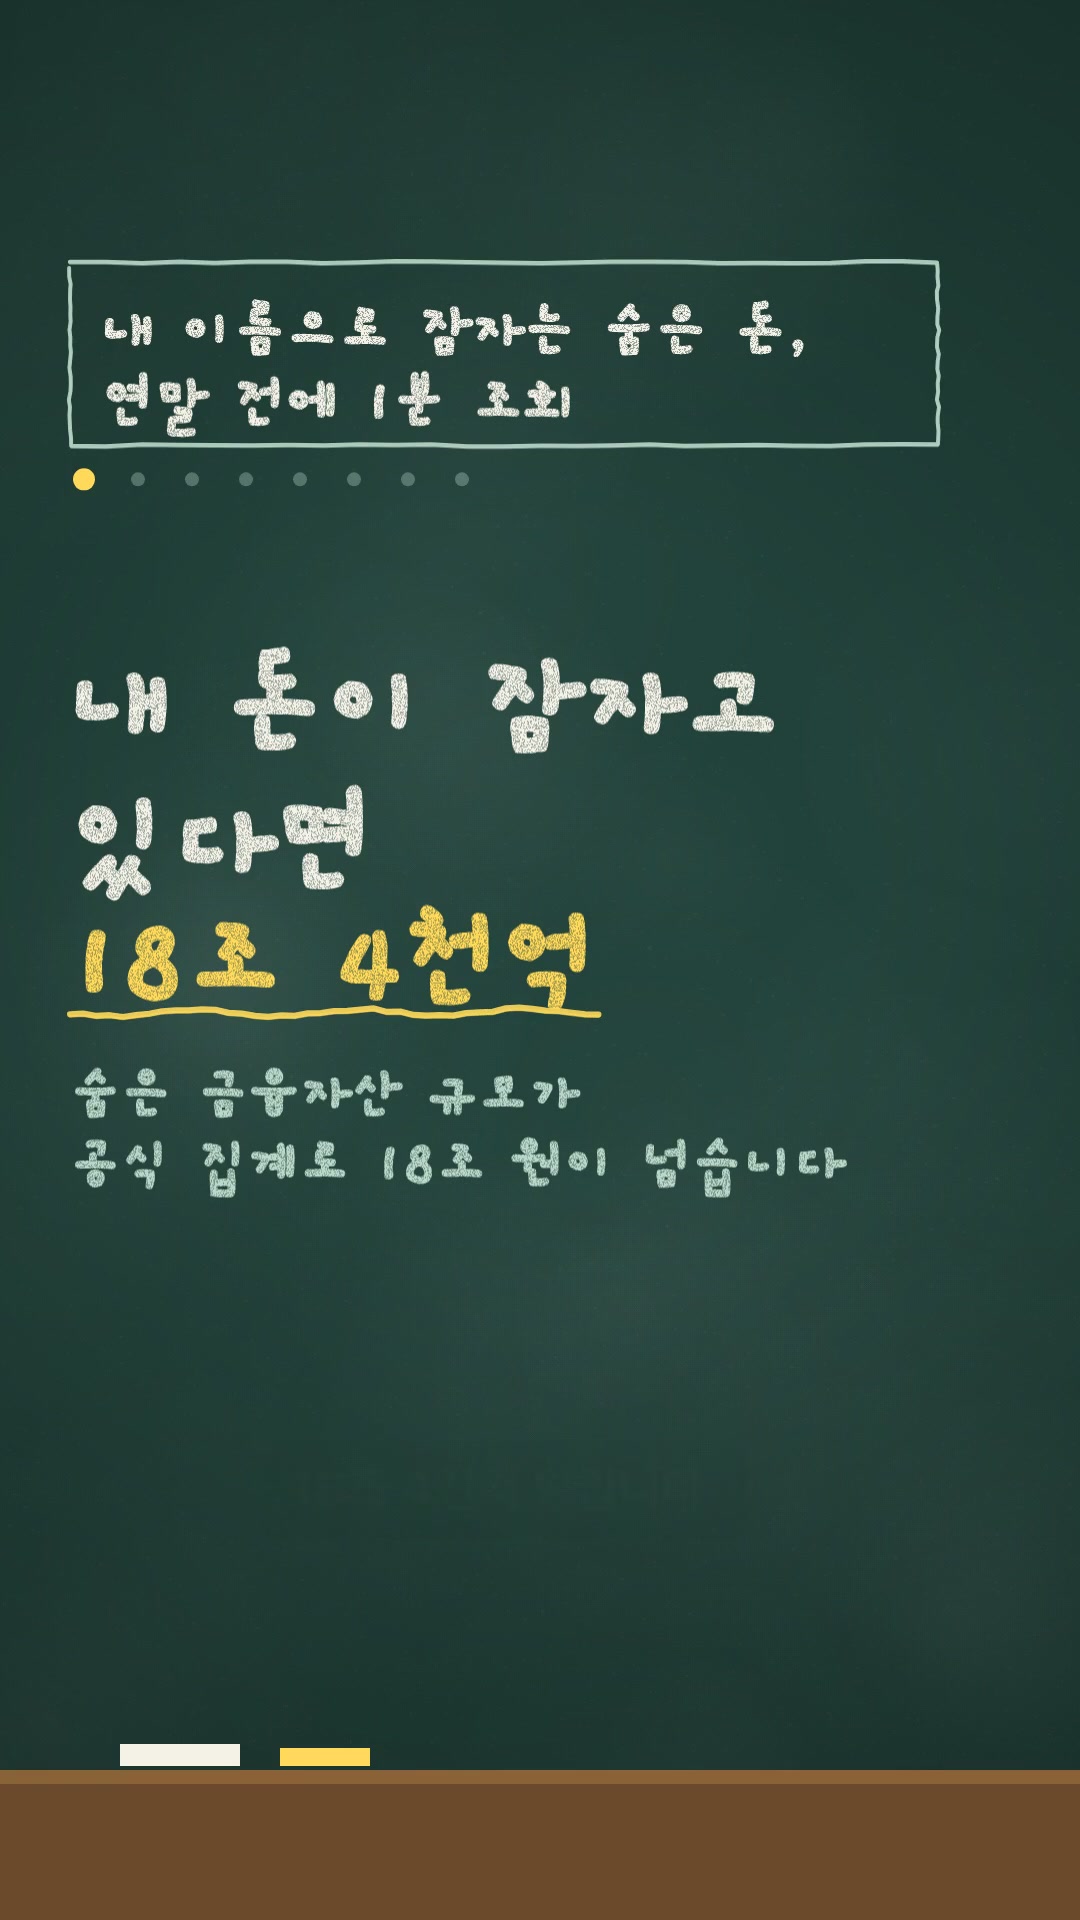 내 이름으로 잠자는 숨은 돈,
연말 전에 1분 조회
내 돈이 잠자고
있다면
18조 4천억
숨은 금융자산 규모가
공식 집계로 18조 원이 넘습니다